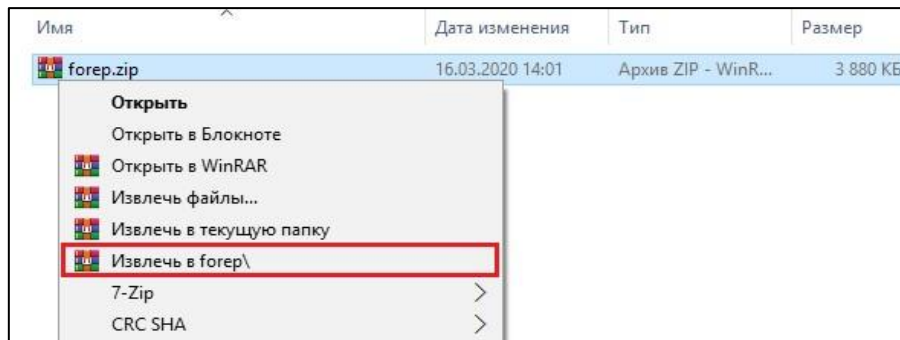 Имя Дата изменения Тип Размер
forep.zip 16.03.2020 14:01 Архив ZIP - WinR... 3 880 КБ
Открыть
Открыть в Блокноте
Открыть в WinRAR
Извлечь файлы...
Извлечь в текущую папку
Извлечь в forep\
7-Zip
CRC SHA